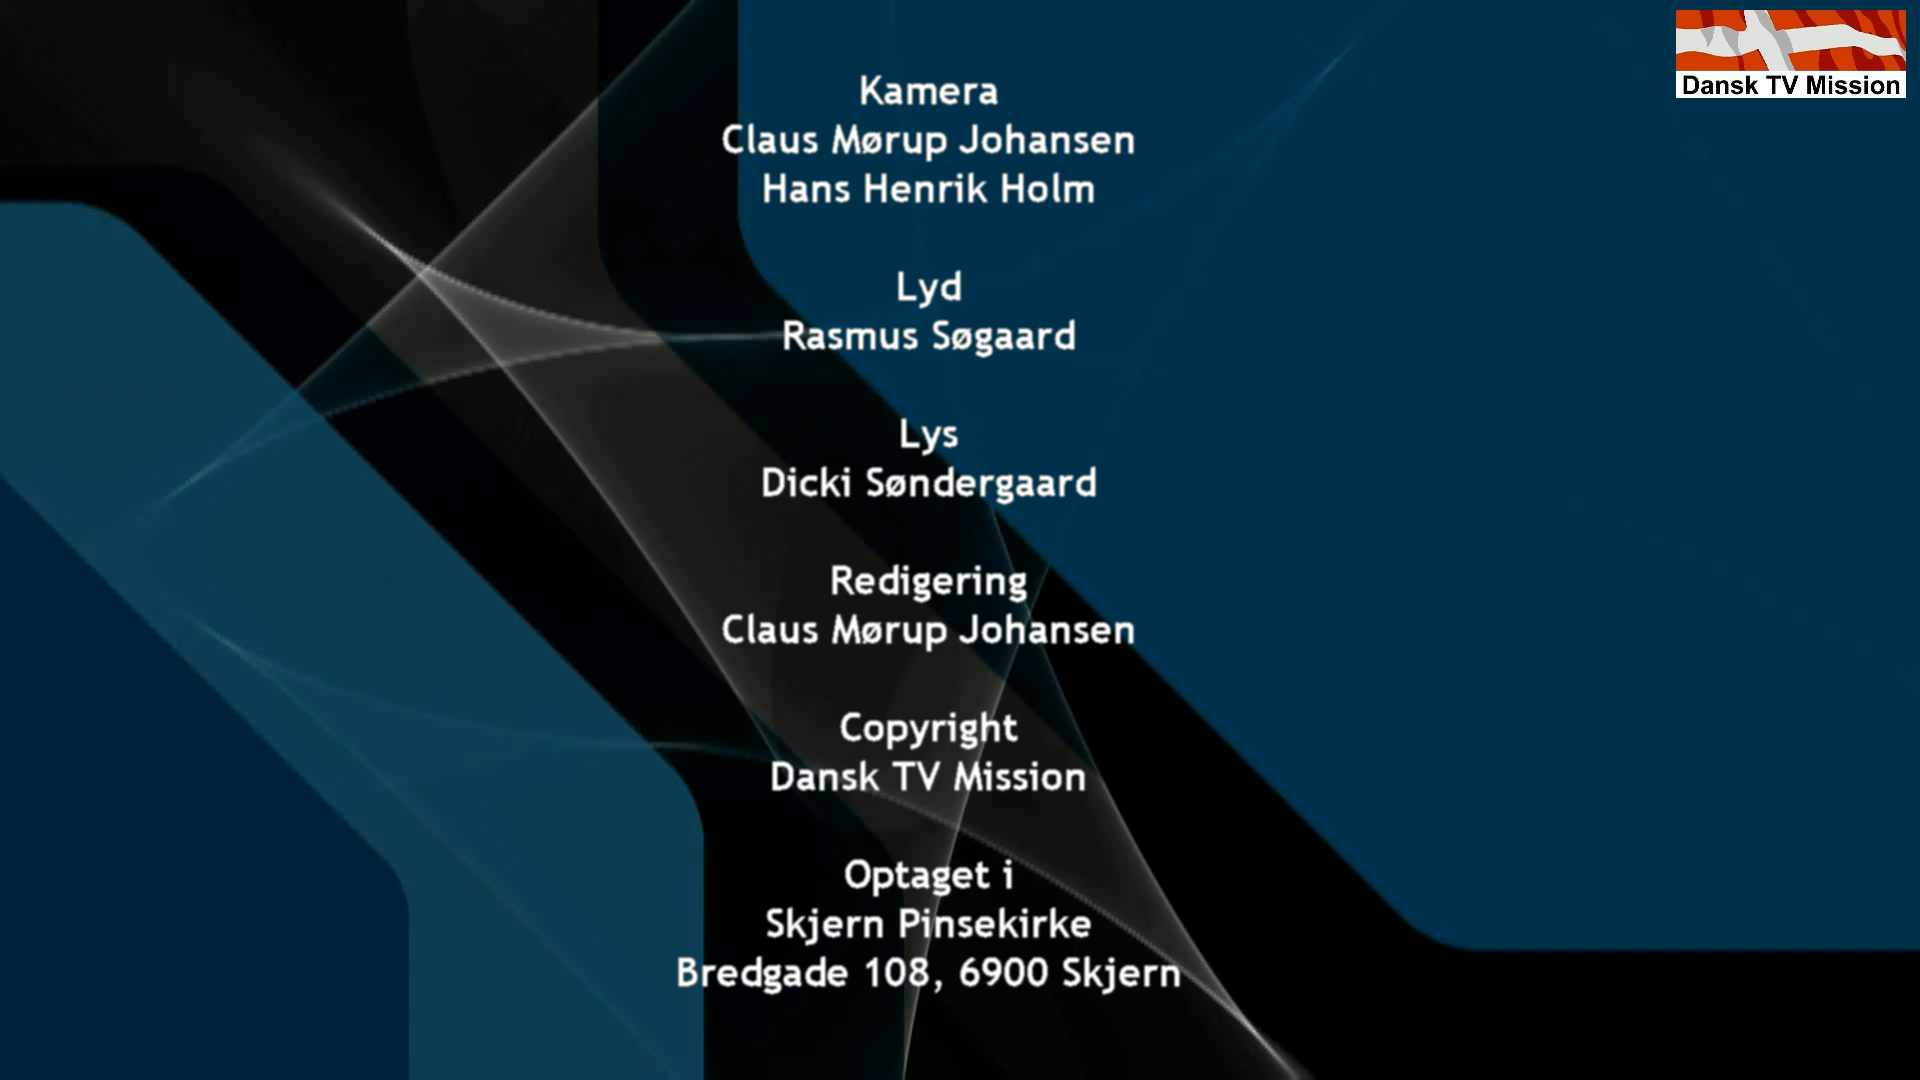 Dansk TV Mission
Kamera
Claus Mørup Johansen
Hans Henrik Holm
Lyd
Rasmus Søgaard
Lys
Dicki Søndergaard
Redigering
Claus Mørup Johansen
Copyright
Dansk TV Mission
Optaget i
Skjern Pinsekirke
Bredgade 108, 6900 Skjern